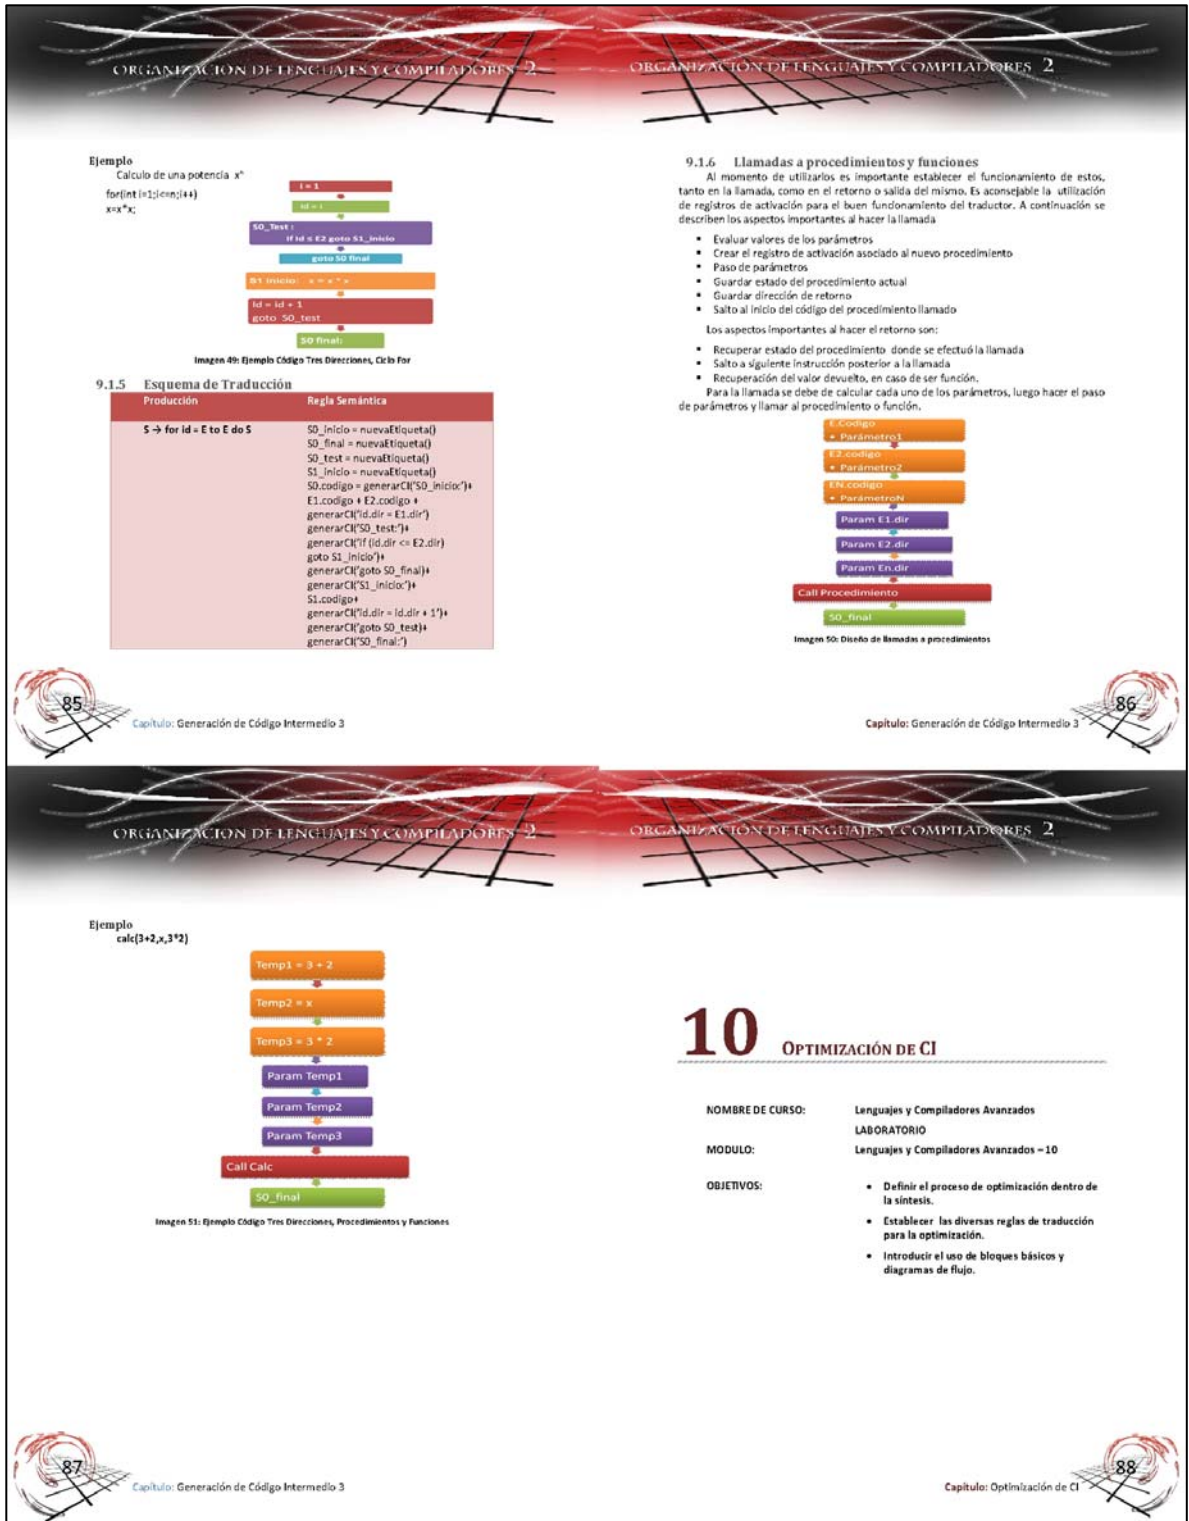 ORGANIZACIÓN DE LENGUAJES Y COMPILADORES 2
Ejemplo
Calculo de una potencia xⁿ
for(int i=1;i<=n;i++)
x=x*x;
i = 1
id = i
S0_Test :
if id ≤ E2 goto S1_inicio
goto S0 final
S1 inicio: x = x * x
Id = id + 1
goto S0_test
S0 final:
Imagen 49: Ejemplo Código Tres Direcciones, Ciclo For
9.1.5 Esquema de Traducción
Producción Regla Semántica
S → for id = E to E do S
S0_inicio = nuevaEtiqueta()
S0_final = nuevaEtiqueta()
S0_test = nuevaEtiqueta()
S1_inicio = nuevaEtiqueta()
S0.codigo = generarCI('S0_inicio:')+
E1.codigo + E2.codigo +
generarCI('id.dir = E1.dir')
generarCI('S0_test:')+
generarCI('if (id.dir <= E2.dir)
goto S1_inicio')+
generarCI('goto S0_final)+
generarCI('S1_inicio:')+
S1.codigo+
generarCI('id.dir = id.dir + 1')+
generarCI('goto S0_test)+
generarCI('S0_final:')
85
Capítulo: Generación de Código Intermedio 3
ORGANIZACIÓN DE LENGUAJES Y COMPILADORES 2
9.1.6 Llamadas a procedimientos y funciones
Al momento de utilizarlos es importante establecer el funcionamiento de estos,
tanto en la llamada, como en el retorno o salida del mismo. Es aconsejable la utilización
de registros de activación para el buen funcionamiento del traductor. A continuación se
describen los aspectos importantes al hacer la llamada
▪ Evaluar valores de los parámetros
▪ Crear el registro de activación asociado al nuevo procedimiento
▪ Paso de parámetros
▪ Guardar estado del procedimiento actual
▪ Guardar dirección de retorno
▪ Salto al inicio del código del procedimiento llamado
Los aspectos importantes al hacer el retorno son:
▪ Recuperar estado del procedimiento donde se efectuó la llamada
▪ Salto a siguiente instrucción posterior a la llamada
▪ Recuperación del valor devuelto, en caso de ser función.
Para la llamada se debe de calcular cada uno de los parámetros, luego hacer el paso
de parámetros y llamar al procedimiento o función.
E.Codigo
• Parámetro1
E2.codigo
• Parámetro2
EN.codigo
• ParámetroN
Param E1.dir
Param E2.dir
Param En.dir
Call Procedimiento
S0_final
Imagen 50: Diseño de llamadas a procedimientos
86
Capítulo: Generación de Código Intermedio 3
ORGANIZACIÓN DE LENGUAJES Y COMPILADORES 2
Ejemplo
calc(3+2,x,3*2)
Temp1 = 3 + 2
Temp2 = x
Temp3 = 3 * 2
Param Temp1
Param Temp2
Param Temp3
Call Calc
S0_final
Imagen 51: Ejemplo Código Tres Direcciones, Procedimientos y Funciones
87
Capítulo: Generación de Código Intermedio 3
ORGANIZACIÓN DE LENGUAJES Y COMPILADORES 2
10 OPTIMIZACIÓN DE CI
NOMBRE DE CURSO: Lenguajes y Compiladores Avanzados
LABORATORIO
MODULO: Lenguajes y Compiladores Avanzados – 10
OBJETIVOS:
• Definir el proceso de optimización dentro de
la síntesis.
• Establecer las diversas reglas de traducción
para la optimización.
• Introducir el uso de bloques básicos y
diagramas de flujo.
88
Capítulo: Optimización de CI